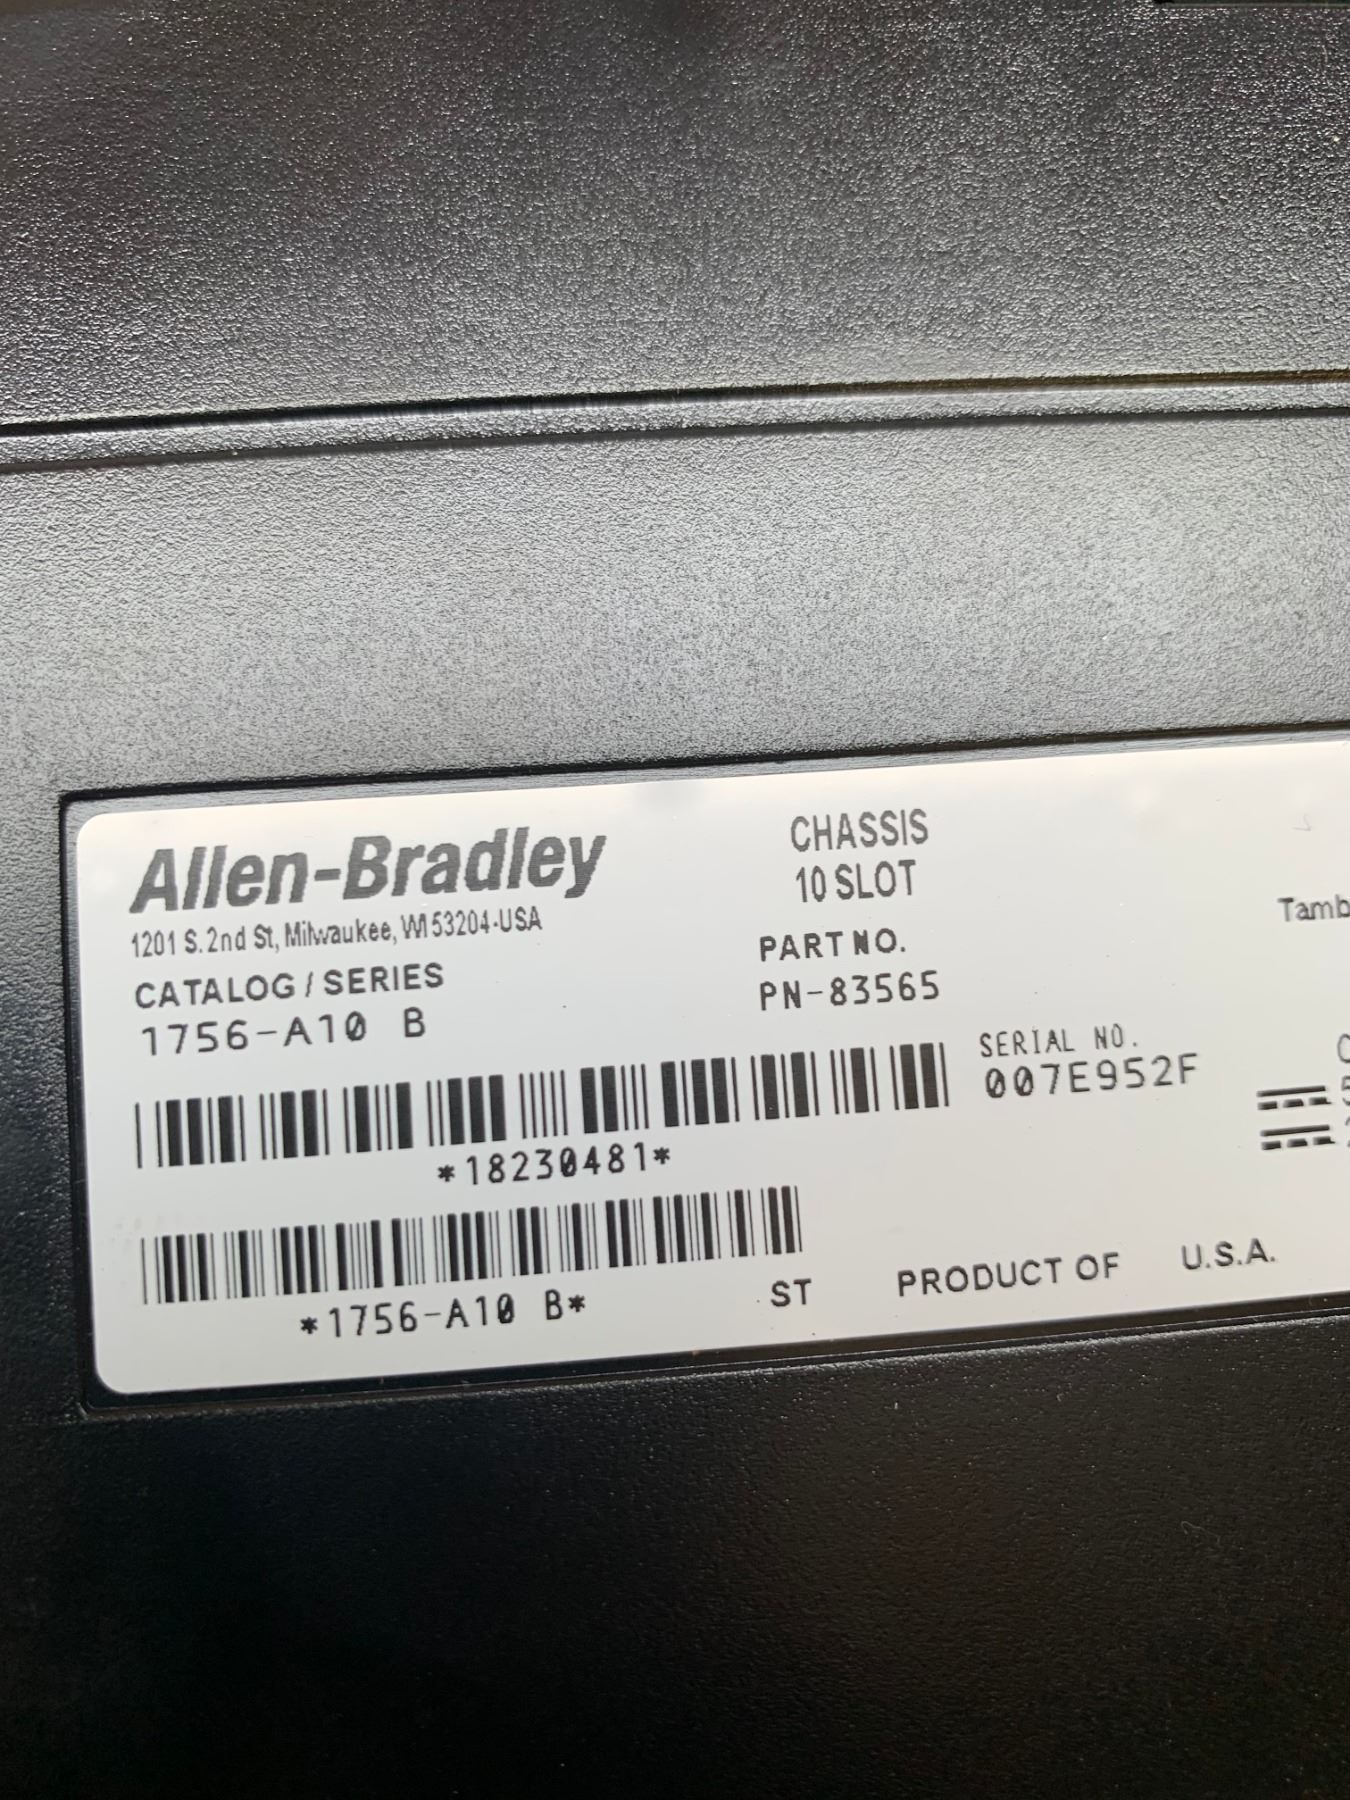 Allen-Bradley
1201 S. 2nd St, Milwaukee, WI 53204-USA
CATALOG / SERIES
1756-A10 B
CHASSIS
10 SLOT
PART NO.
PN-83565
SERIAL NO.
007E952F
*18230481*
*1756-A10 B*
ST
PRODUCT OF U.S.A.
Tamb